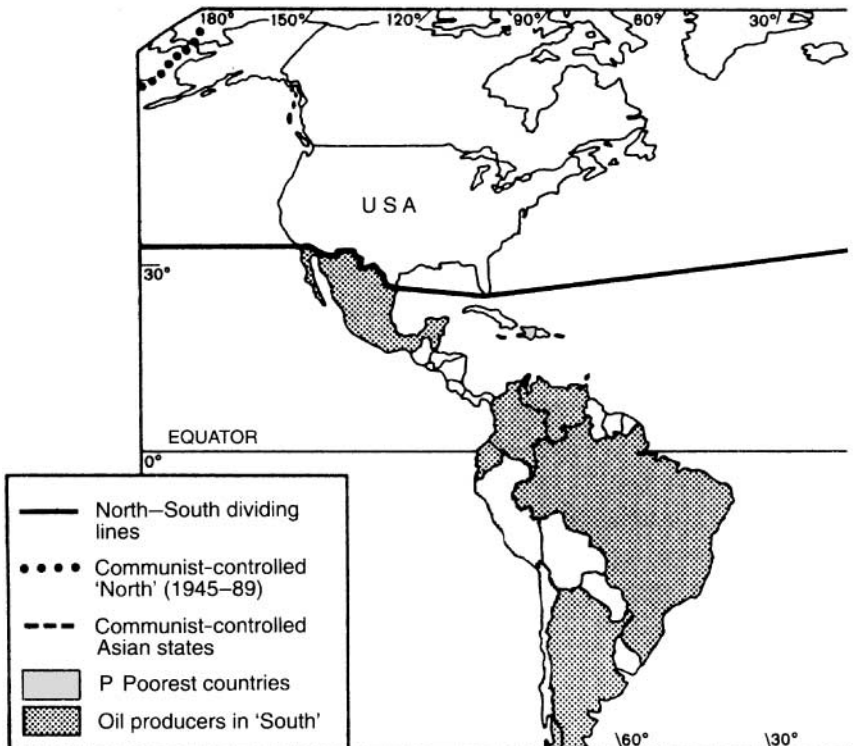 180° 150° 120° 90° 60° 30°
USA
30°
EQUATOR
0°
North–South dividing
lines
Communist-controlled
'North' (1945–89)
Communist-controlled
Asian states
P Poorest countries
Oil producers in 'South'
\60° \30°